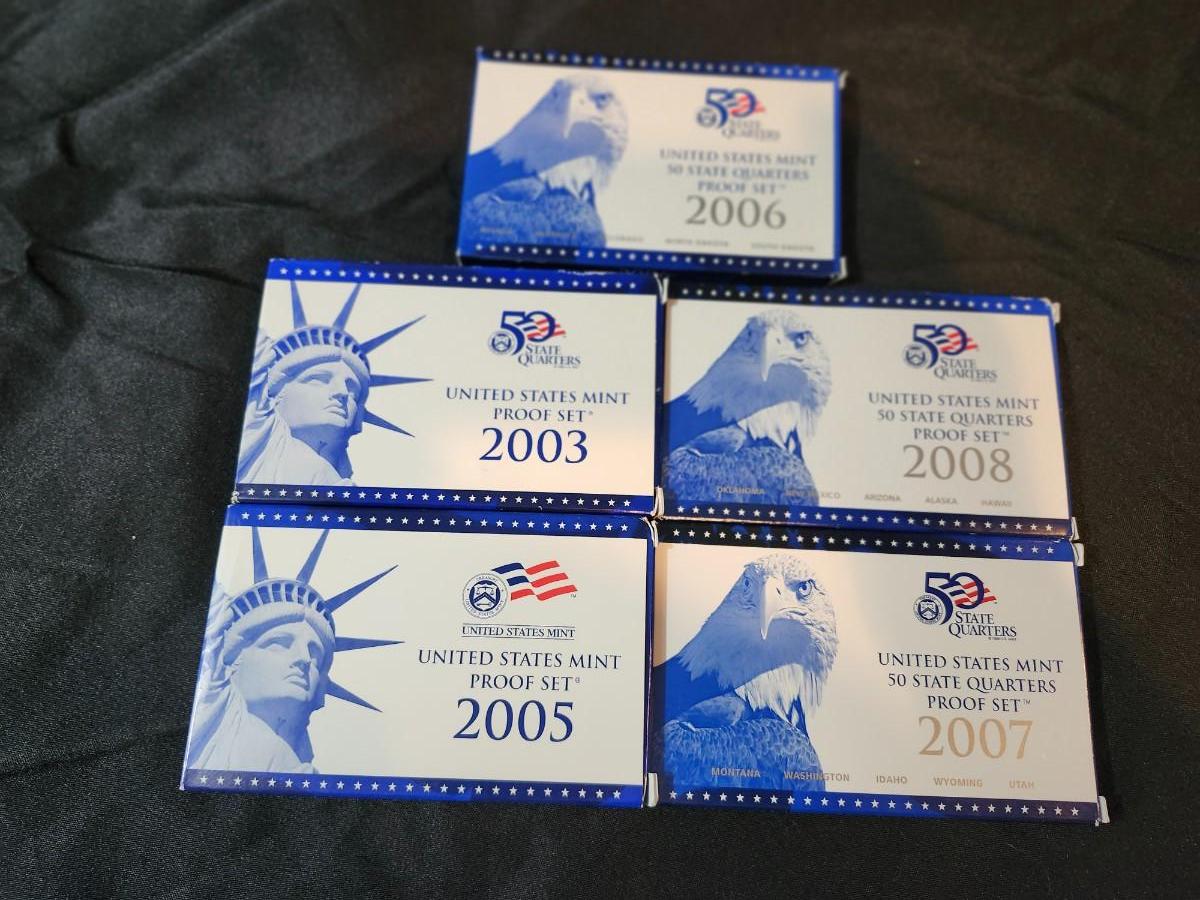 50
STATE
QUARTERS
UNITED STATES MINT
50 STATE QUARTERS
PROOF SET™
2006
NORTH DAKOTA SOUTH DAKOTA
50
STATE
QUARTERS
UNITED STATES MINT
PROOF SET®
2003
50
STATE
QUARTERS
UNITED STATES MINT
50 STATE QUARTERS
PROOF SET™
2008
OKLAHOMA ARIZONA ALASKA HAWAII
UNITED STATES MINT
UNITED STATES MINT
PROOF SET®
2005
50
STATE
QUARTERS
UNITED STATES MINT
50 STATE QUARTERS
PROOF SET™
2007
MONTANA WASHINGTON IDAHO WYOMING UTAH